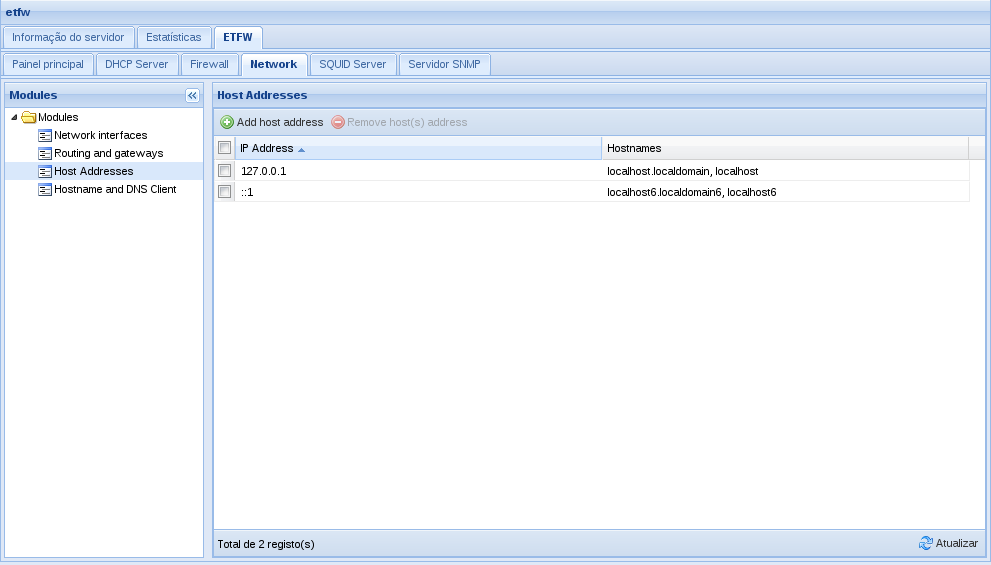 etfw
Informação do servidor Estatísticas ETFW
Painel principal DHCP Server Firewall Network SQUID Server Servidor SNMP
Modules
Modules
Network interfaces
Routing and gateways
Host Addresses
Hostname and DNS Client
Host Addresses
Add host address Remove host(s) address
IP Address Hostnames
127.0.0.1 localhost.localdomain, localhost
::1 localhost6.localdomain6, localhost6
Total de 2 registo(s) Atualizar